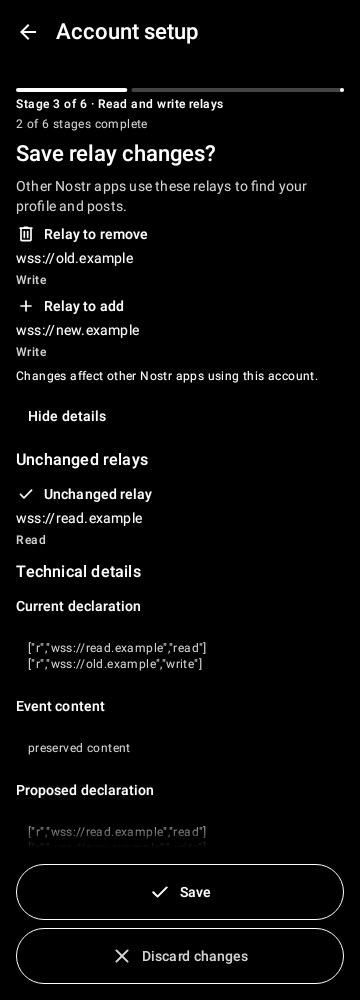 Account setup
Stage 3 of 6 · Read and write relays
2 of 6 stages complete
Save relay changes?
Other Nostr apps use these relays to find your
profile and posts.
Relay to remove
wss://old.example
Write
Relay to add
wss://new.example
Write
Changes affect other Nostr apps using this account.
Hide details
Unchanged relays
Unchanged relay
wss://read.example
Read
Technical details
Current declaration
["r","wss://read.example","read"]
["r","wss://old.example","write"]
Event content
preserved content
Proposed declaration
["r","wss://read.example","read"]
Save
Discard changes